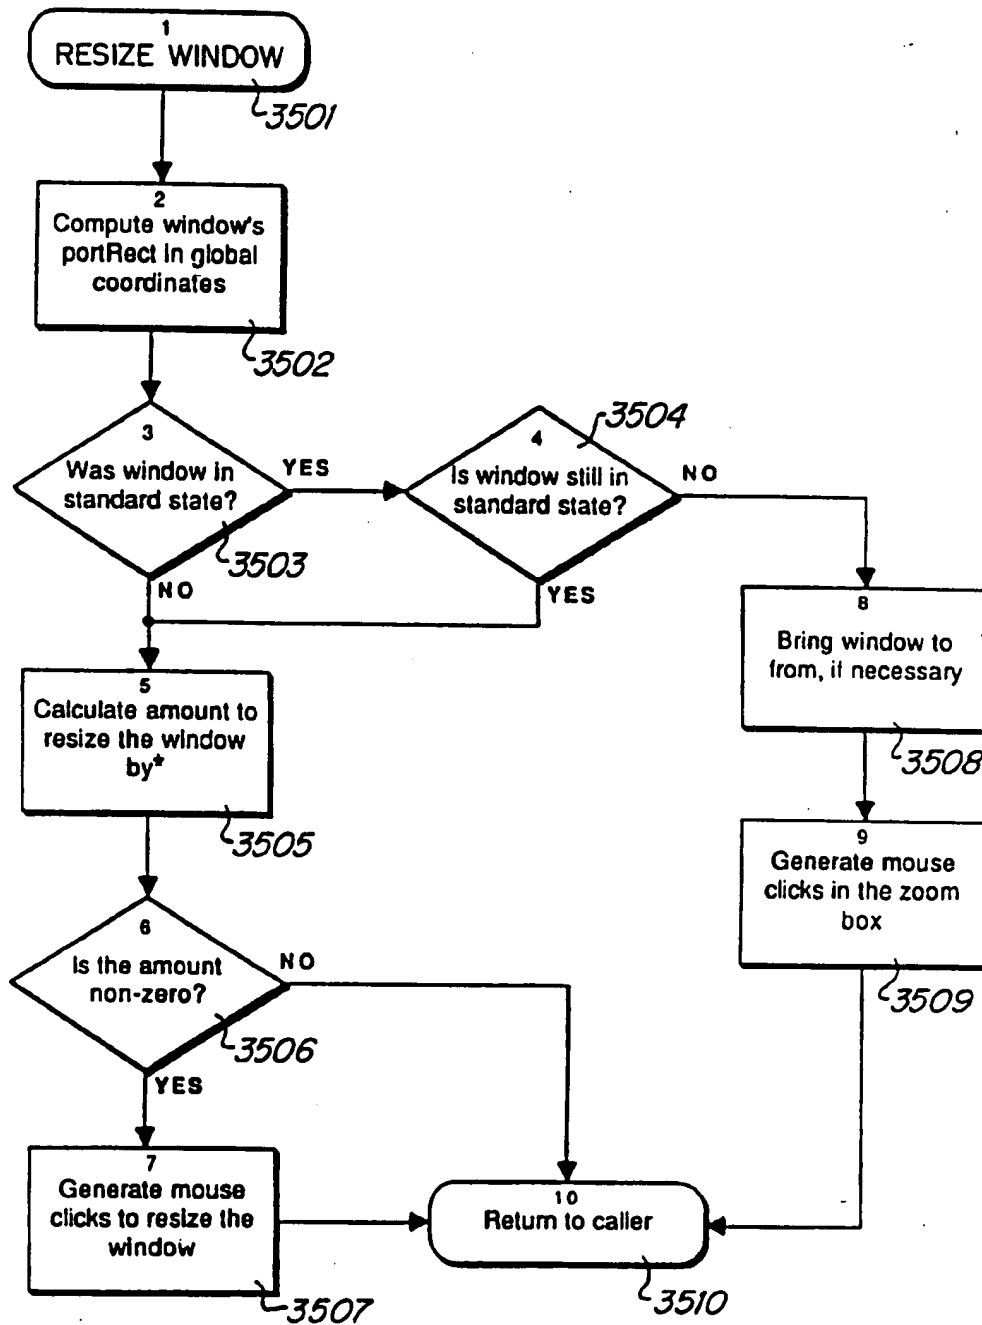 1
RESIZE WINDOW
3501
2
Compute window's
portRect in global
coordinates
3502
3
Was window in
standard state?
YES
3503
NO
3504
4
Is window still in
standard state?
NO
YES
8
Bring window to
from, if necessary
3508
5
Calculate amount to
resize the window
by*
3505
9
Generate mouse
clicks in the zoom
box
3509
6
Is the amount
non-zero?
NO
3506
YES
7
Generate mouse
clicks to resize the
window
3507
10
Return to caller
3510